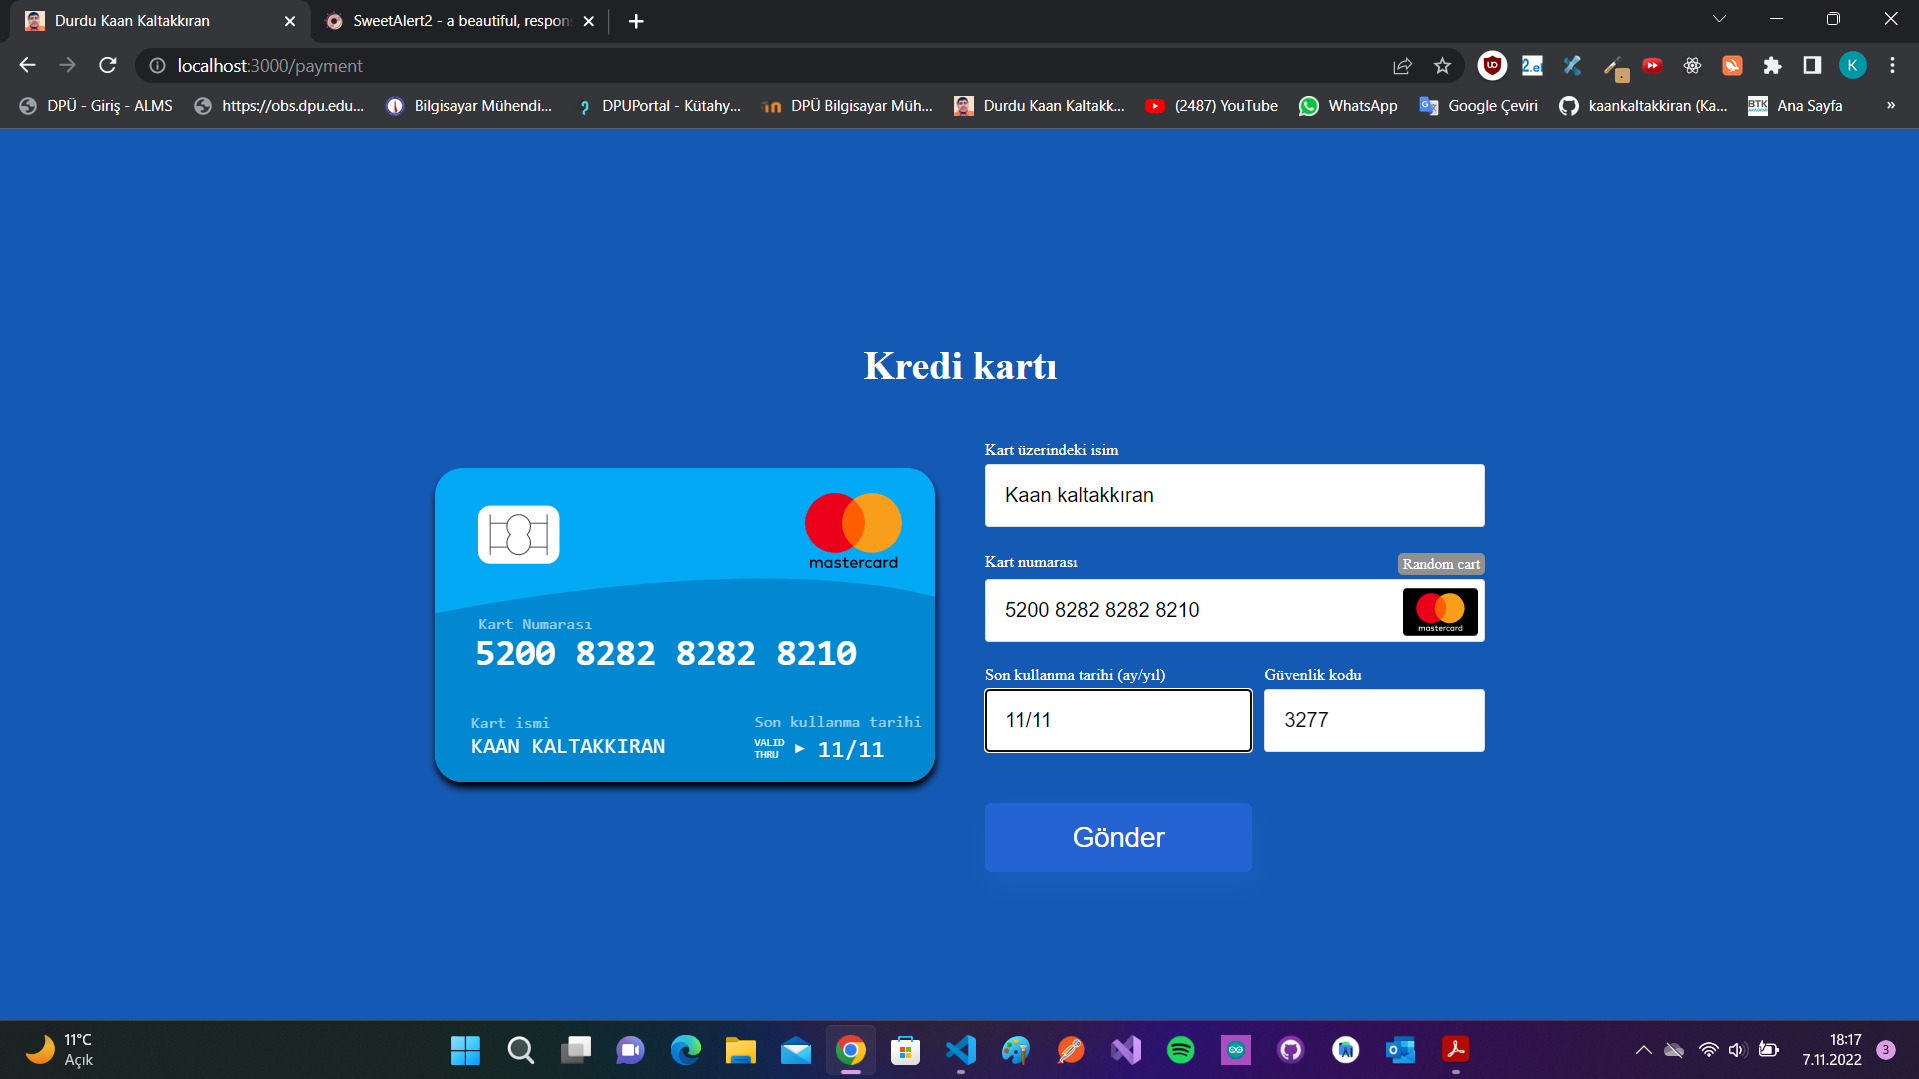 Durdu Kaan Kaltakkıran
SweetAlert2 - a beautiful, respon
localhost:3000/payment
K
DPÜ - Giriş - ALMS
https://obs.dpu.edu...
Bilgisayar Mühendi...
DPUPortal - Kütahy...
DPÜ Bilgisayar Müh...
Durdu Kaan Kaltakk...
(2487) YouTube
WhatsApp
Google Çeviri
kaankaltakkiran (Ka...
BTK
Ana Sayfa
»
Kredi kartı
mastercard
Kart Numarası
5200 8282 8282 8210
Kart ismi
KAAN KALTAKKIRAN
Son kullanma tarihi
VALID
THRU
11/11
Kart üzerindeki isim
Kaan kaltakkıran
Kart numarası
Random cart
5200 8282 8282 8210
mastercard
Son kullanma tarihi (ay/yıl)
11/11
Güvenlik kodu
3277
Gönder
11°C
Açık
18:17
7.11.2022
3